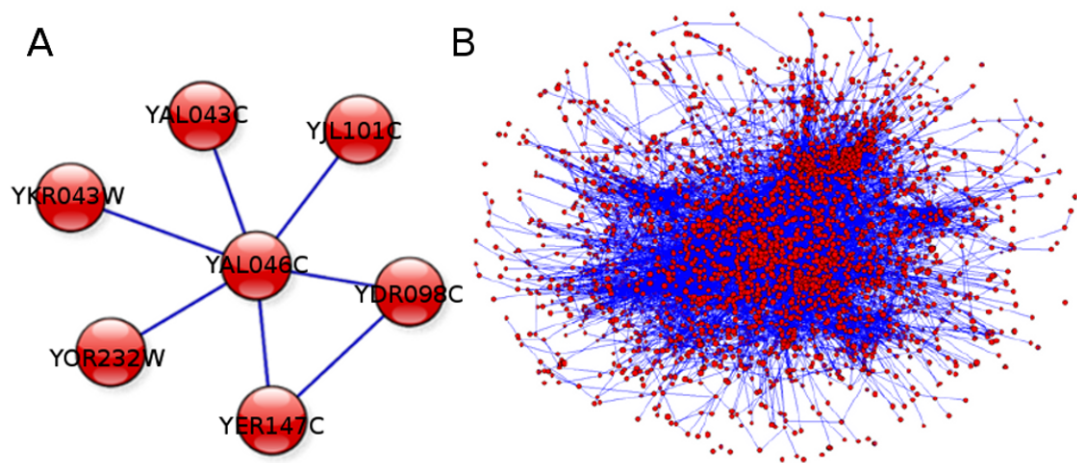 A
B
YAL043C
YJL101C
YKR043W
YAL046C
YDR098C
YOR232W
YER147C